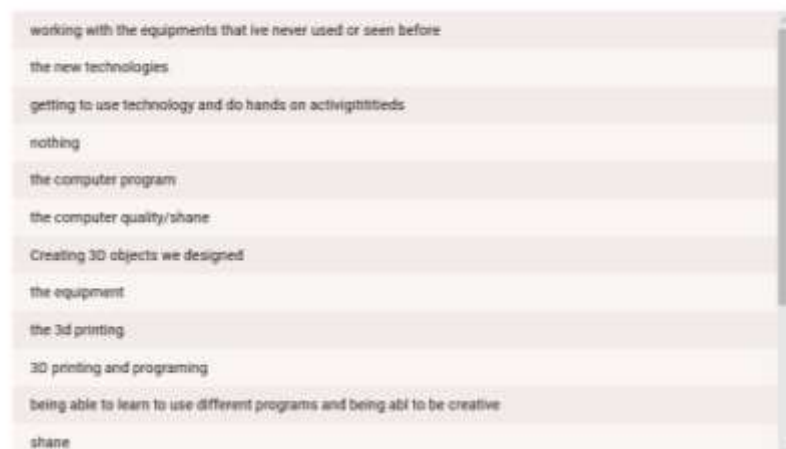 working with the equipments that ive never used or seen before
the new technologies
getting to use technology and do hands on activigitititieds
nothing
the computer program
the computer quality/shane
Creating 3D objects we designed
the equipment
the 3d printing
3D printing and programing
being able to learn to use different programs and being abl to be creative
shane